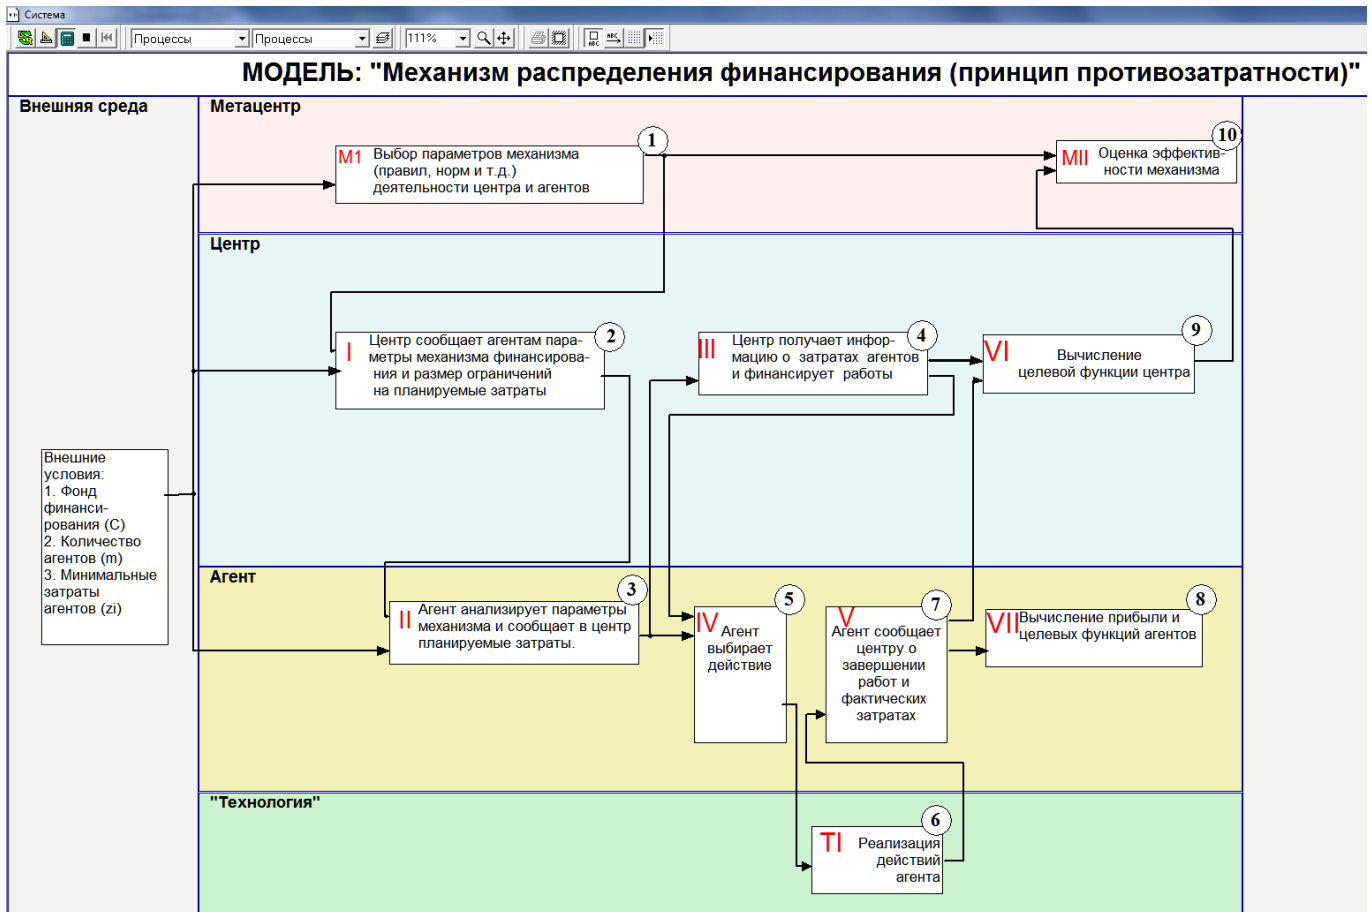 Система
Процессы
Процессы
111%
ABC
ABC
МОДЕЛЬ: "Механизм распределения финансирования (принцип противозатратности)"
Внешняя среда
Метацентр
1
М1 Выбор параметров механизма
(правил, норм и т.д.)
деятельности центра и агентов
10
MII Оценка эффектив-
ности механизма
Центр
2
I Центр сообщает агентам пара-
метры механизма финансирова-
ния и размер ограничений
на планируемые затраты
4
III Центр получает инфор-
мацию о затратах агентов
и финансирует работы
9
VI Вычисление
целевой функции центра
Внешние
условия:
1. Фонд
финанси-
рования (С)
2. Количество
агентов (m)
3. Минимальные
затраты
агентов (zi)
Агент
3
II Агент анализирует параметры
механизма и сообщает в центр
планируемые затраты.
5
IV Агент
выбирает
действие
7
V
Агент сообщает
центру о
завершении
работ и
фактических
затратах
8
VII Вычисление прибыли и
целевых функций агентов
"Технология"
6
TI Реализация
действий
агента